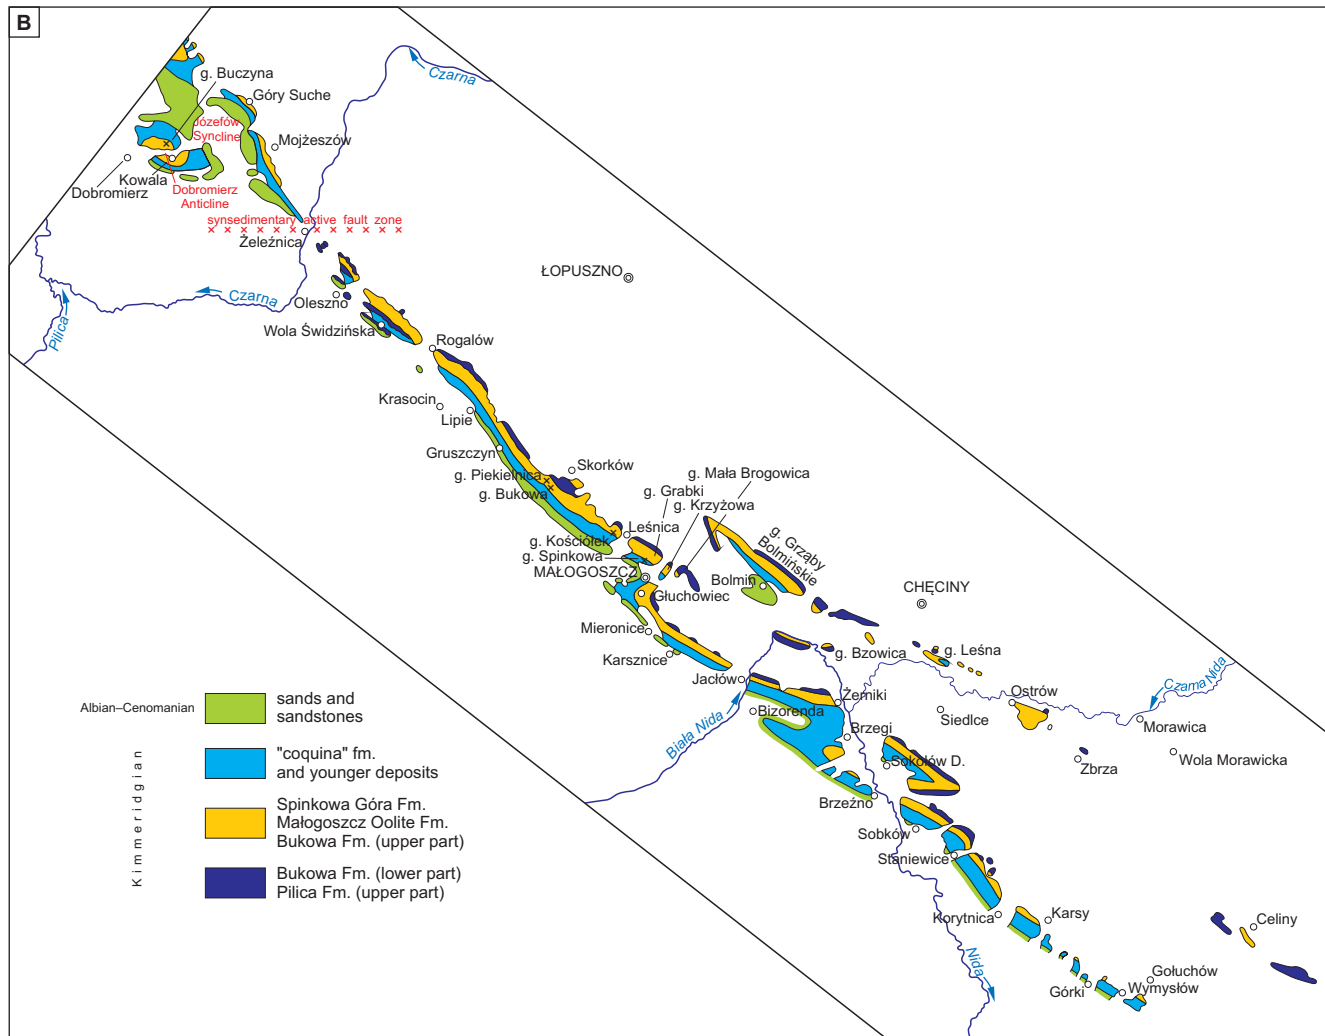 B
g. Buczyna
Góry Suche
Czarna
Józefów
Syncline
Mojżeszów
Kowala
Dobromierz
Dobromierz
Anticline
synsedimentary active fault zone
Żeleźnica
ŁOPUSZNO
Czarna
Oleszno
Pilica
Wola Świdzińska
Rogalów
Krasocin
Lipie
Gruszczyn
Skorków
g. Piekielnica
g. Bukowa
g. Mała Brogowica
g. Grabki
g. Krzyżowa
Leśnica
g. Kościółek
g. Spinkowa
MAŁOGOSZCZ
g. Grząby
Bolmińskie
Bolmin
CHĘCINY
Głuchowiec
Mieronice
Karsznice
g. Bzowica
g. Leśna
Jacłów
Żerniki
Ostrów
Czarna Nida
Bizorenda
Siedlce
Morawica
Biała Nida
Brzegi
Sokołów D.
Zbrza
Wola Morawicka
Brzeźno
Sobków
Staniewice
Korytnica
Karsy
Celiny
Nida
Gołuchów
Górki
Wymysłów
Albian–Cenomanian
sands and
sandstones
Kimmeridgian
"coquina" fm.
and younger deposits
Spinkowa Góra Fm.
Małogoszcz Oolite Fm.
Bukowa Fm. (upper part)
Bukowa Fm. (lower part)
Pilica Fm. (upper part)